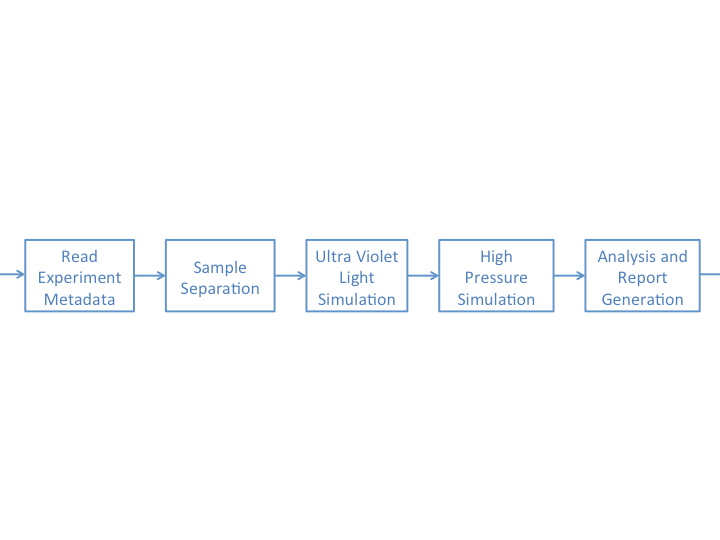 Read
Experiment
Metadata
Sample
Separation
Ultra Violet
Light
Simulation
High
Pressure
Simulation
Analysis and
Report
Generation